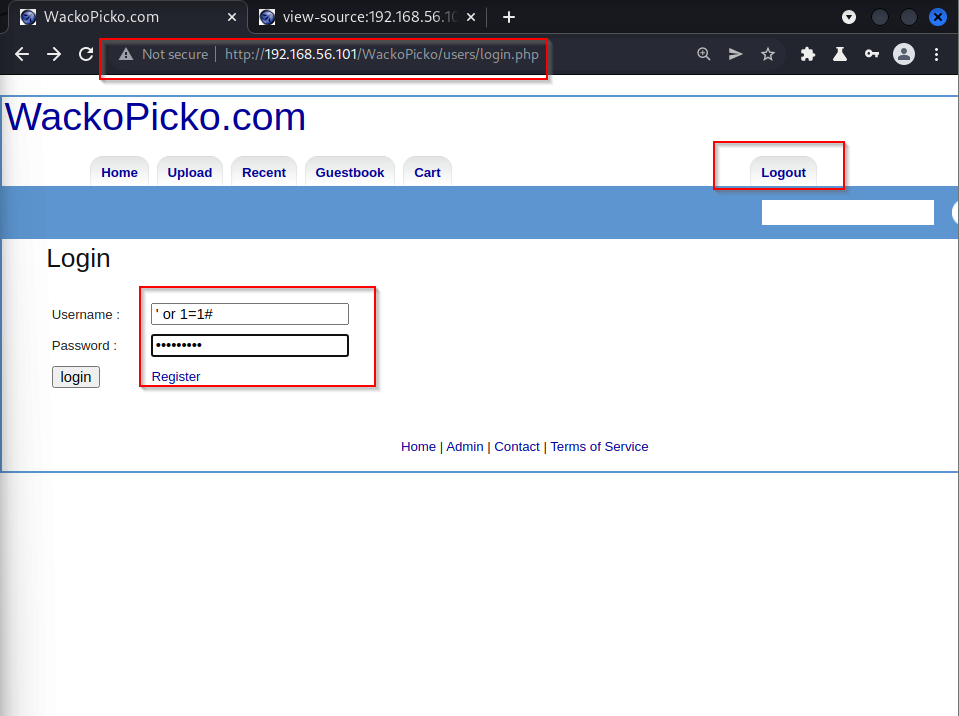 WackoPicko.com
view-source:192.168.56.10
Not secure | http://192.168.56.101/WackoPicko/users/login.php
WackoPicko.com
Home Upload Recent Guestbook Cart Logout
Login
Username : ' or 1=1#
Password : •••••••••
login Register
Home | Admin | Contact | Terms of Service